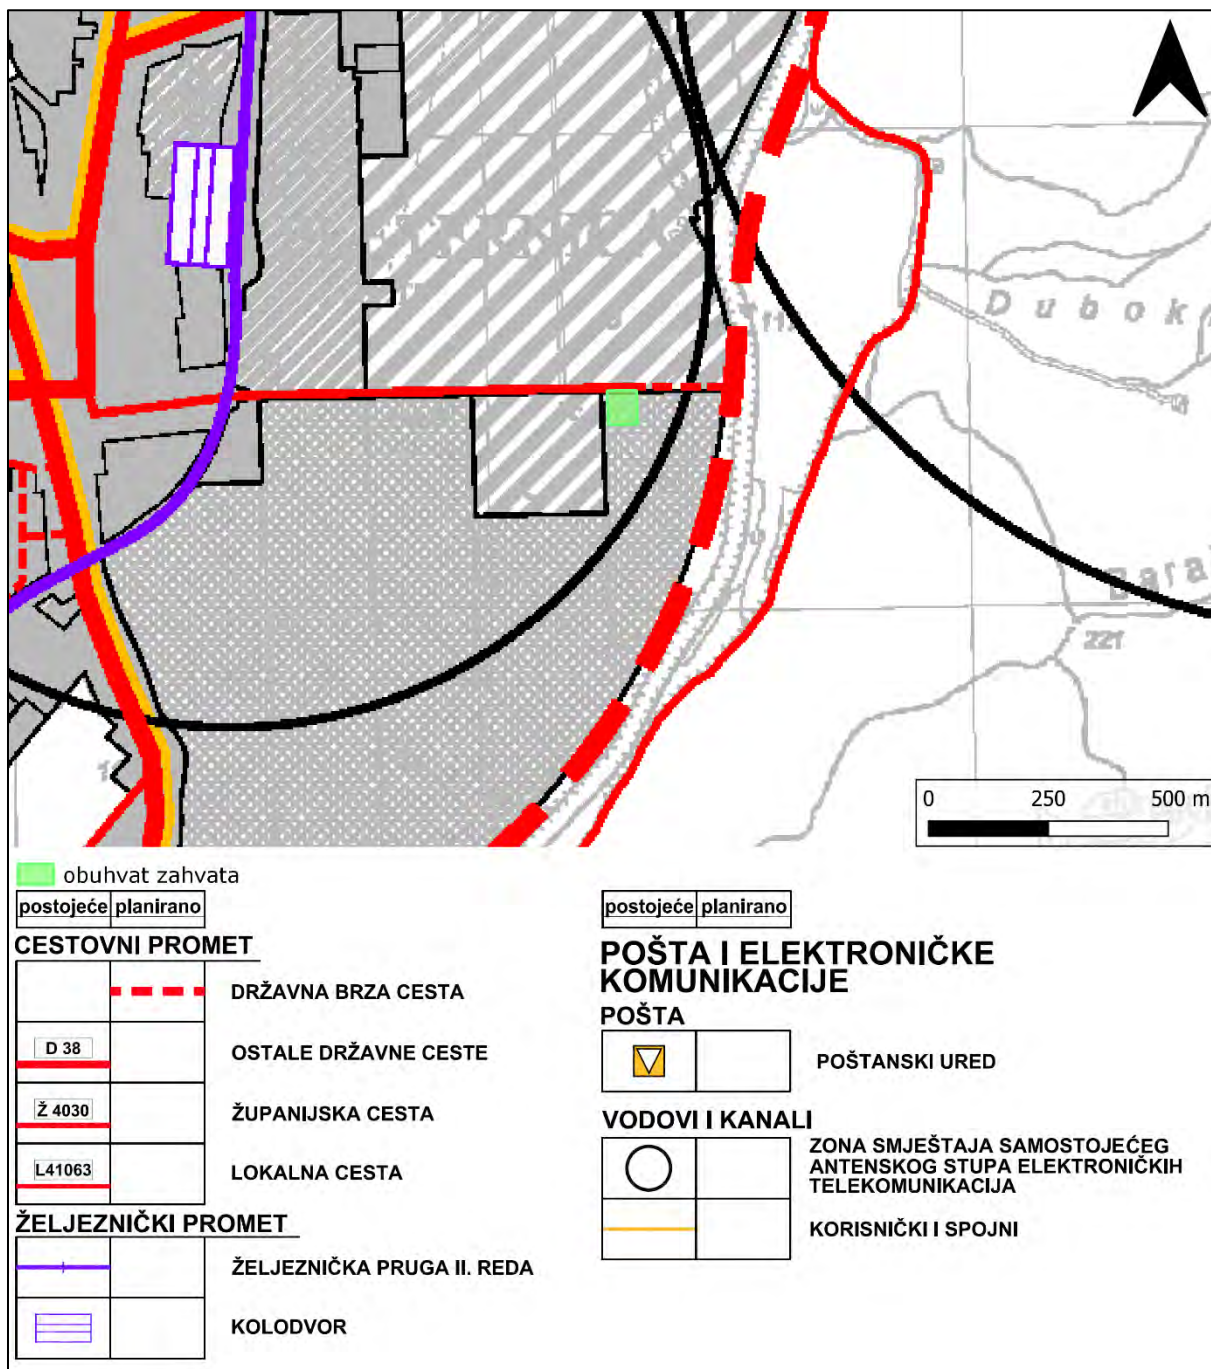 Dubok
Bara
221
0 250 500 m
obuhvat zahvata
postojeće planirano
CESTOVNI PROMET
DRŽAVNA BRZA CESTA
D 38
OSTALE DRŽAVNE CESTE
Ž 4030
ŽUPANIJSKA CESTA
L41063
LOKALNA CESTA
ŽELJEZNIČKI PROMET
ŽELJEZNIČKA PRUGA II. REDA
KOLODVOR
postojeće planirano
POŠTA I ELEKTRONIČKE
KOMUNIKACIJE
POŠTA
POŠTANSKI URED
VODOVI I KANALI
ZONA SMJEŠTAJA SAMOSTOJEĆEG
ANTENSKOG STUPA ELEKTRONIČKIH
TELEKOMUNIKACIJA
KORISNIČKI I SPOJNI